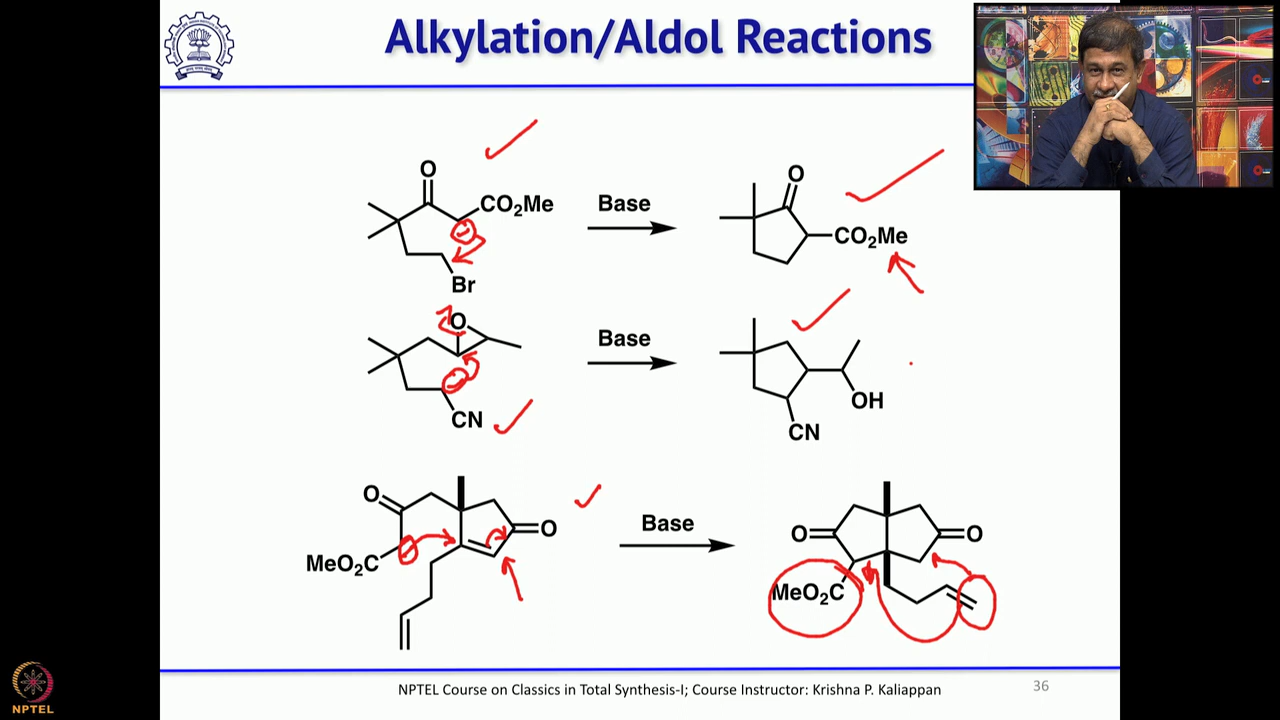 Alkylation/Aldol Reactions
O
CO₂Me
Br
Base
O
CO₂Me
O
CN
Base
OH
CN
O
MeO₂C
O
Base
O
O
MeO₂C
NPTEL Course on Classics in Total Synthesis-I; Course Instructor: Krishna P. Kaliappan
36
NPTEL